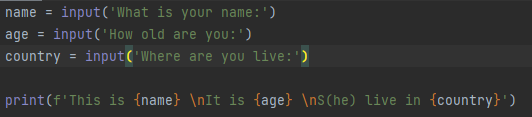 name = input('What is your name:')
age = input('How old are you:')
country = input('Where are you live:')
print(f'This is {name} \nIt is {age} \nS(he) live in {country}')